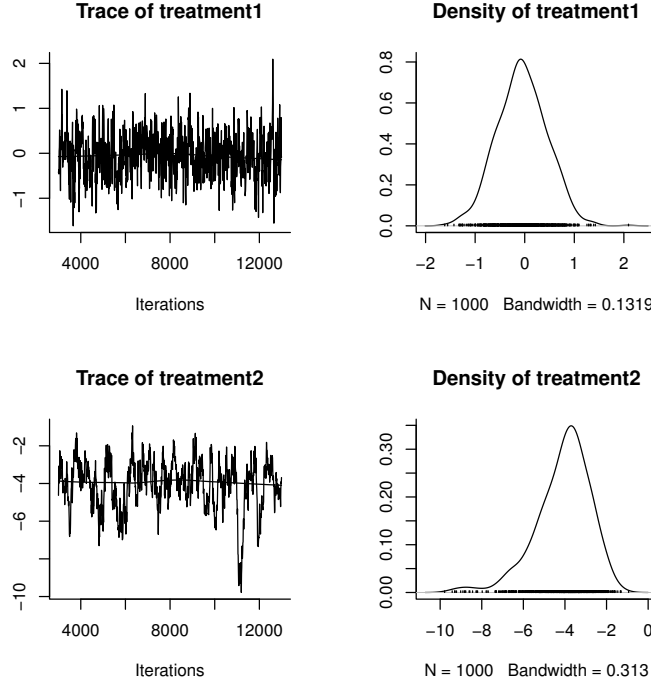 Trace of treatment1
2
1
0
−1
4000 8000 12000
Iterations
Density of treatment1
0.8
0.6
0.4
0.2
0.0
−2 −1 0 1 2
N = 1000 Bandwidth = 0.1319
Trace of treatment2
−2
−4
−6
−10
4000 8000 12000
Iterations
Density of treatment2
0.30
0.20
0.10
0.00
−10 −8 −6 −4 −2 0
N = 1000 Bandwidth = 0.313